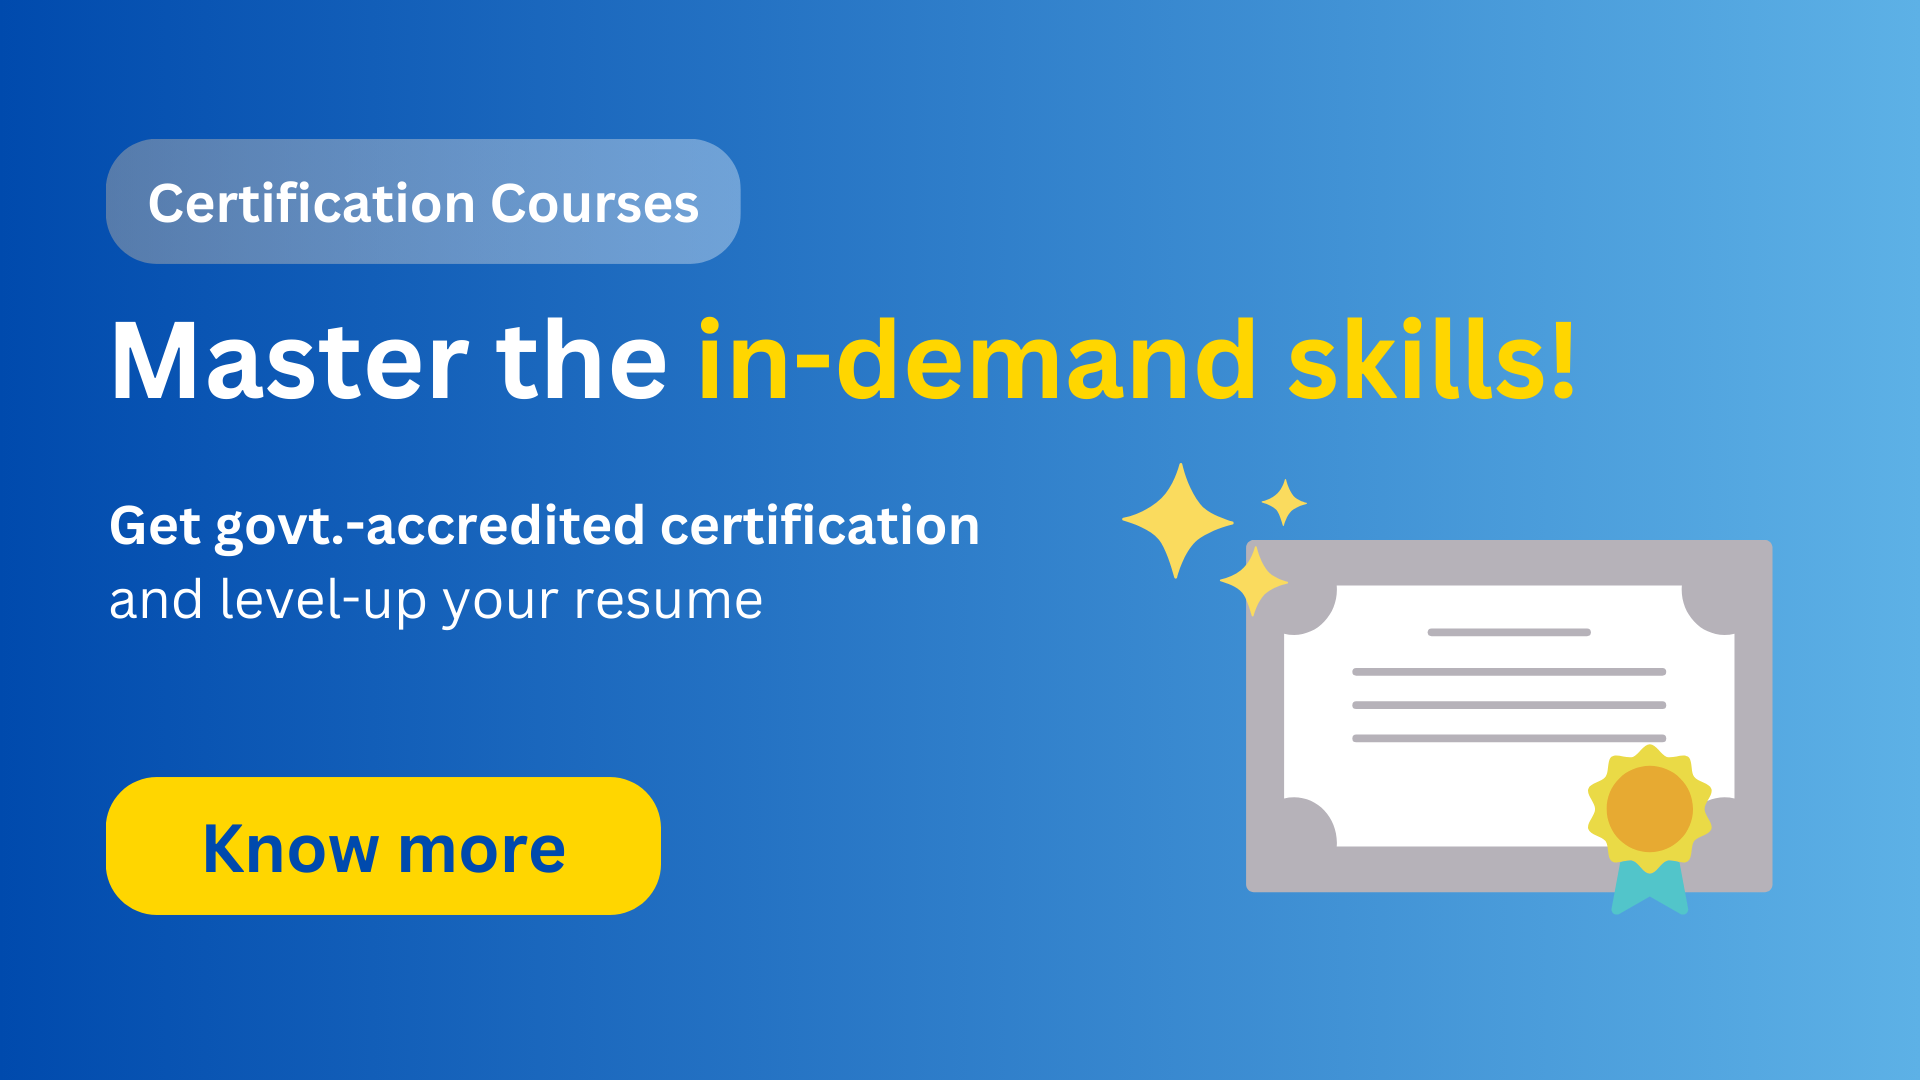 Certification Courses
Master the in-demand skills!
Get govt.-accredited certification
and level-up your resume
Know more